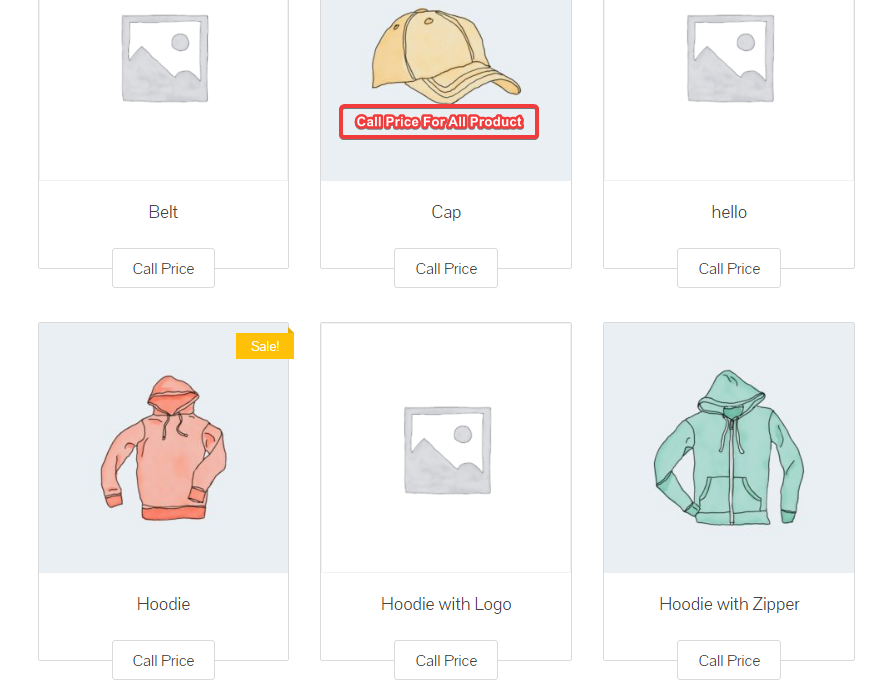 Call Price For All Product
Belt
Cap
hello
Call Price
Call Price
Call Price
Sale!
Hoodie
Hoodie with Logo
Hoodie with Zipper
Call Price
Call Price
Call Price